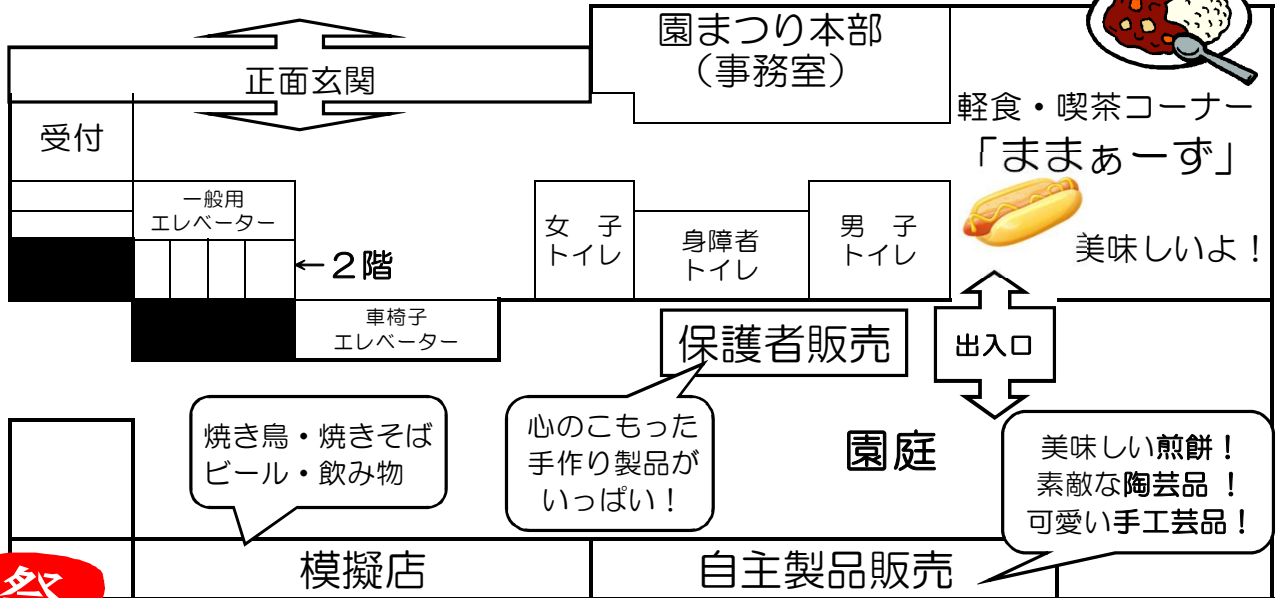 園まつり本部
（事務室）
正面玄関
軽食・喫茶コーナー
「ままぁーず」
受付
一般用
エレベーター
女　子
トイレ
身障者
トイレ
男　子
トイレ
美味しいよ！
←２階
車椅子
エレベーター
保護者販売
出入口
焼き鳥・焼きそば
ビール・飲み物
心のこもった
手作り製品が
いっぱい！
園庭
美味しい煎餅！
素敵な陶芸品 ！
可愛い手工芸品！
模擬店
自主製品販売
祭